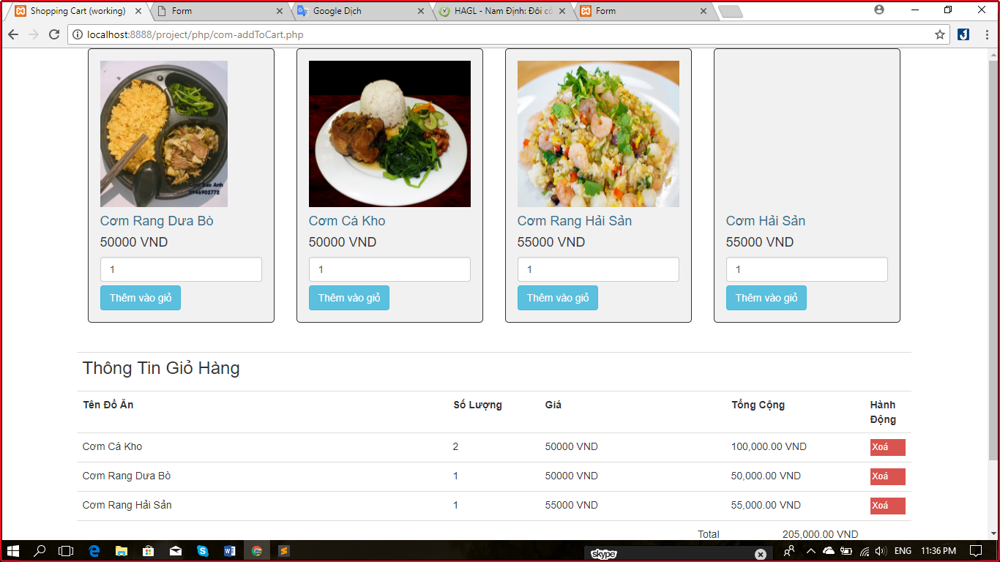 Shopping Cart (working)
Form
Google Dịch
HAGL - Nam Định: Đôi cô
Form
localhost:8888/project/php/com-addToCart.php
Cơm Bảo Anh
0946902772
Cơm Rang Dưa Bò
50000 VND
1
Thêm vào giỏ
Cơm Cá Kho
50000 VND
1
Thêm vào giỏ
Cơm Rang Hải Sản
55000 VND
1
Thêm vào giỏ
Cơm Hải Sản
55000 VND
1
Thêm vào giỏ
Thông Tin Giỏ Hàng
Tên Đồ Ăn Số Lượng Giá Tổng Cộng Hành Động
Cơm Cá Kho 2 50000 VND 100,000.00 VND Xoá
Cơm Rang Dưa Bò 1 50000 VND 50,000.00 VND Xoá
Cơm Rang Hải Sản 1 55000 VND 55,000.00 VND Xoá
Total 205,000.00 VND
skype
ENG
11:36 PM